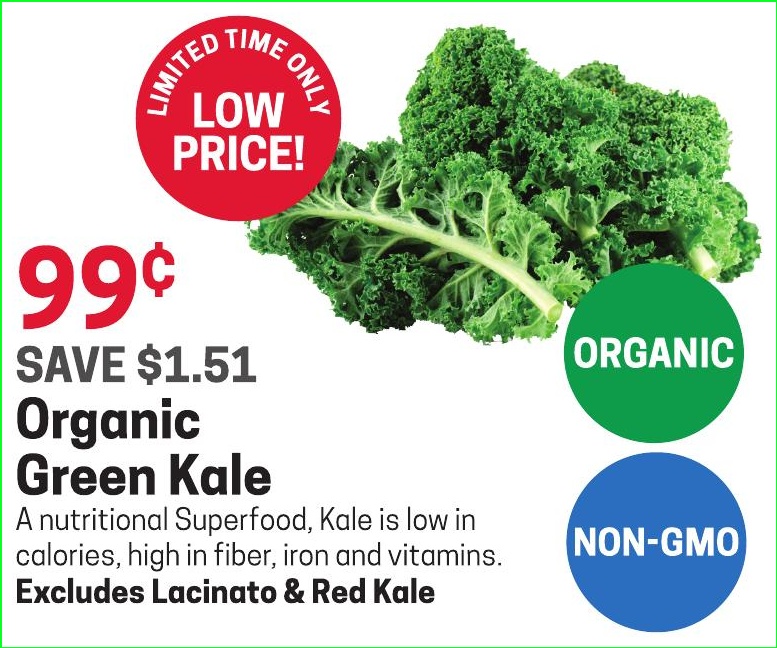 LIMITED TIME ONLY
LOW
PRICE!
99¢
SAVE $1.51
Organic
Green Kale
A nutritional Superfood, Kale is low in
calories, high in fiber, iron and vitamins.
Excludes Lacinato & Red Kale
ORGANIC
NON-GMO